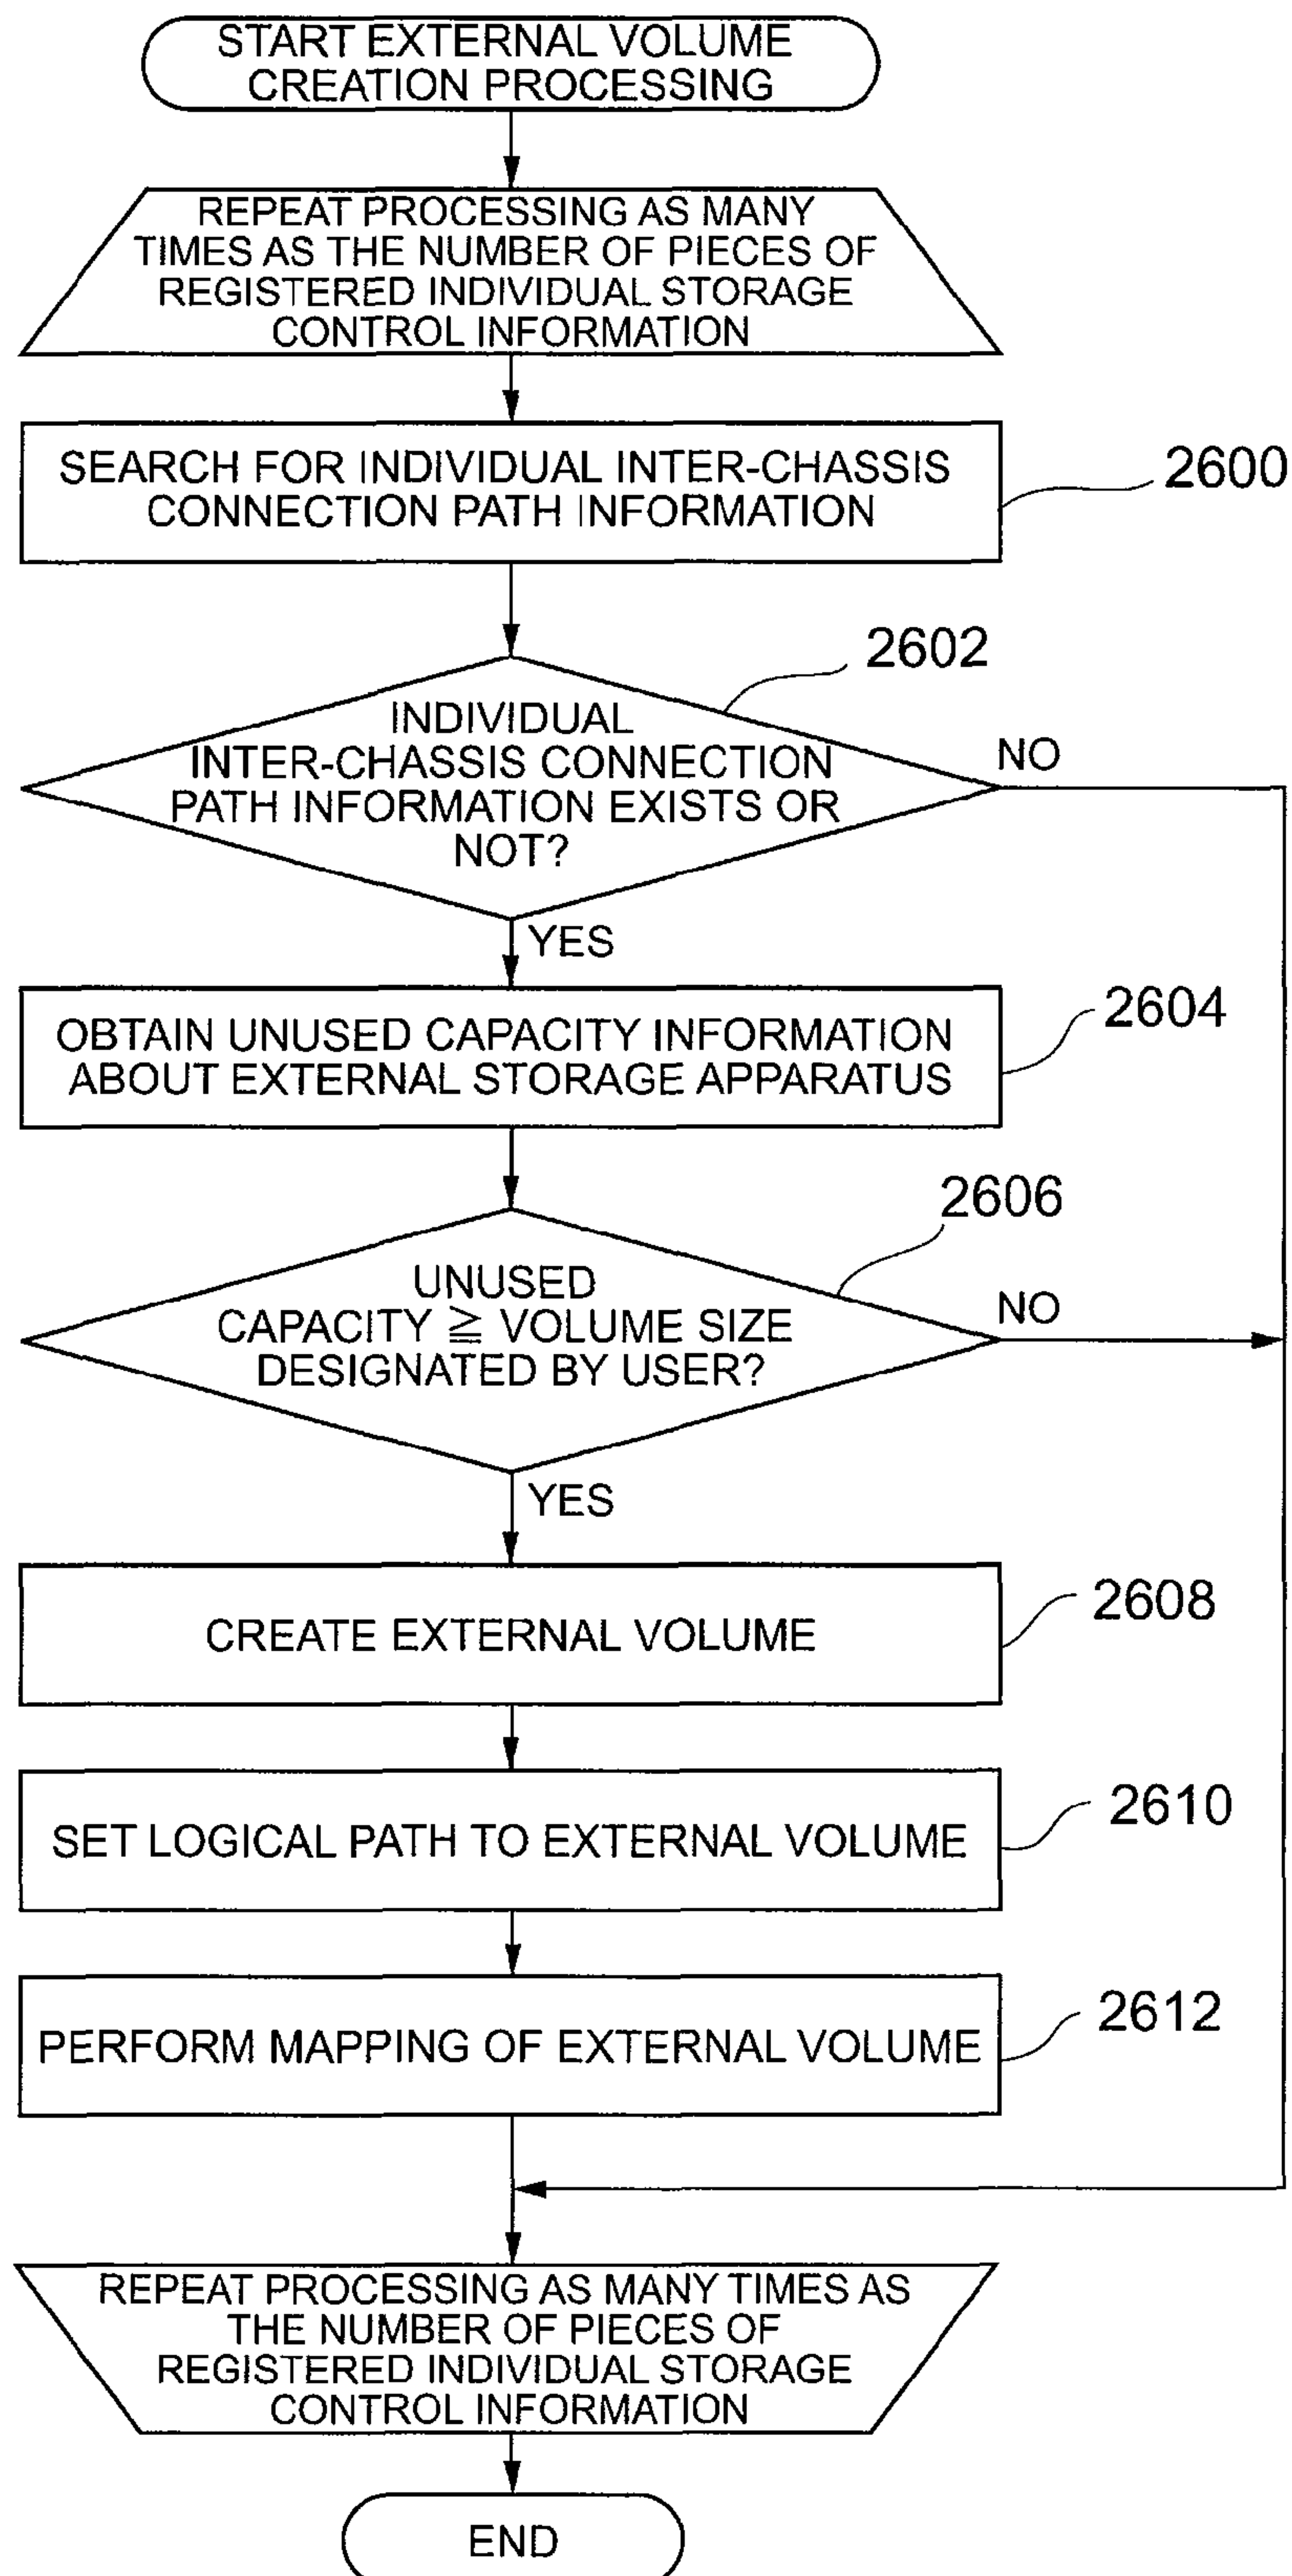 START EXTERNAL VOLUME
CREATION PROCESSING
REPEAT PROCESSING AS MANY
TIMES AS THE NUMBER OF PIECES OF
REGISTERED INDIVIDUAL STORAGE
CONTROL INFORMATION
SEARCH FOR INDIVIDUAL INTER-CHASSIS
CONNECTION PATH INFORMATION
2600
2602
INDIVIDUAL
INTER-CHASSIS CONNECTION
PATH INFORMATION EXISTS OR
NOT?
NO
YES
OBTAIN UNUSED CAPACITY INFORMATION
ABOUT EXTERNAL STORAGE APPARATUS
2604
2606
UNUSED
CAPACITY ≧ VOLUME SIZE
DESIGNATED BY USER?
NO
YES
CREATE EXTERNAL VOLUME
2608
SET LOGICAL PATH TO EXTERNAL VOLUME
2610
PERFORM MAPPING OF EXTERNAL VOLUME
2612
REPEAT PROCESSING AS MANY TIMES AS
THE NUMBER OF PIECES OF
REGISTERED INDIVIDUAL STORAGE
CONTROL INFORMATION
END